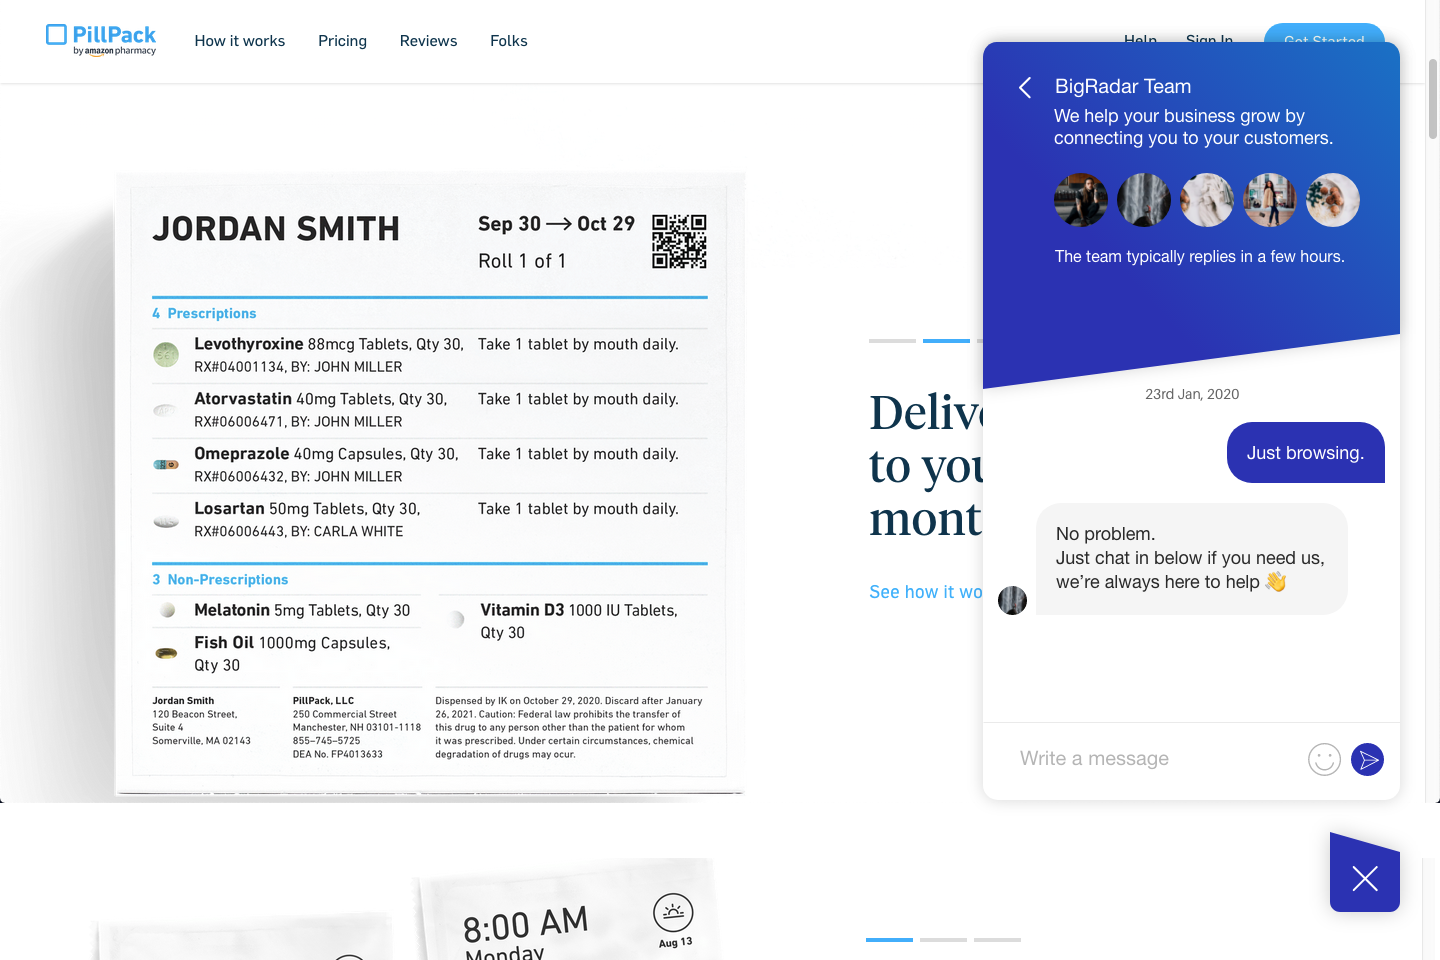 PillPack
by amazon pharmacy
How it works
Pricing
Reviews
Folks
Help
Sign In
Get Started
JORDAN SMITH
Sep 30 → Oct 29
Roll 1 of 1
4 Prescriptions
Levothyroxine 88mcg Tablets, Qty 30,
RX#04001134, BY: JOHN MILLER
Take 1 tablet by mouth daily.
Atorvastatin 40mg Tablets, Qty 30,
RX#06006471, BY: JOHN MILLER
Take 1 tablet by mouth daily.
Omeprazole 40mg Capsules, Qty 30,
RX#06006432, BY: JOHN MILLER
Take 1 tablet by mouth daily.
Losartan 50mg Tablets, Qty 30,
RX#06006443, BY: CARLA WHITE
Take 1 tablet by mouth daily.
3 Non-Prescriptions
Melatonin 5mg Tablets, Qty 30
Fish Oil 1000mg Capsules,
Qty 30
Vitamin D3 1000 IU Tablets,
Qty 30
Jordan Smith
120 Beacon Street,
Suite 4
Somerville, MA 02143
PillPack, LLC
250 Commercial Street
Manchester, NH 03101-1118
855-745-5725
DEA No. FP4013633
Dispensed by IK on October 29, 2020. Discard after January
26, 2021. Caution: Federal law prohibits the transfer of
this drug to any person other than the patient for whom
it was prescribed. Under certain circumstances, chemical
degradation of drugs may occur.
to you
See how it wo
BigRadar Team
We help your business grow by
connecting you to your customers.
The team typically replies in a few hours.
23rd Jan, 2020
Just browsing.
No problem.
Just chat in below if you need us,
we're always here to help 👋
Write a message
8:00 AM
Monday
Aug 13